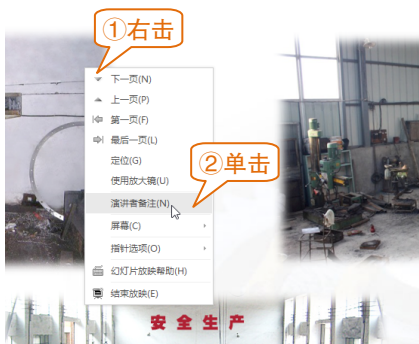 ①右击
下一页(N)
上一页(P)
第一页(F)
最后一页(L)
定位(G)
使用放大镜(U)
②单击
演讲者备注(N)
屏幕(C)
指针选项(O)
幻灯片放映帮助(H)
结束放映(E)
安全生产